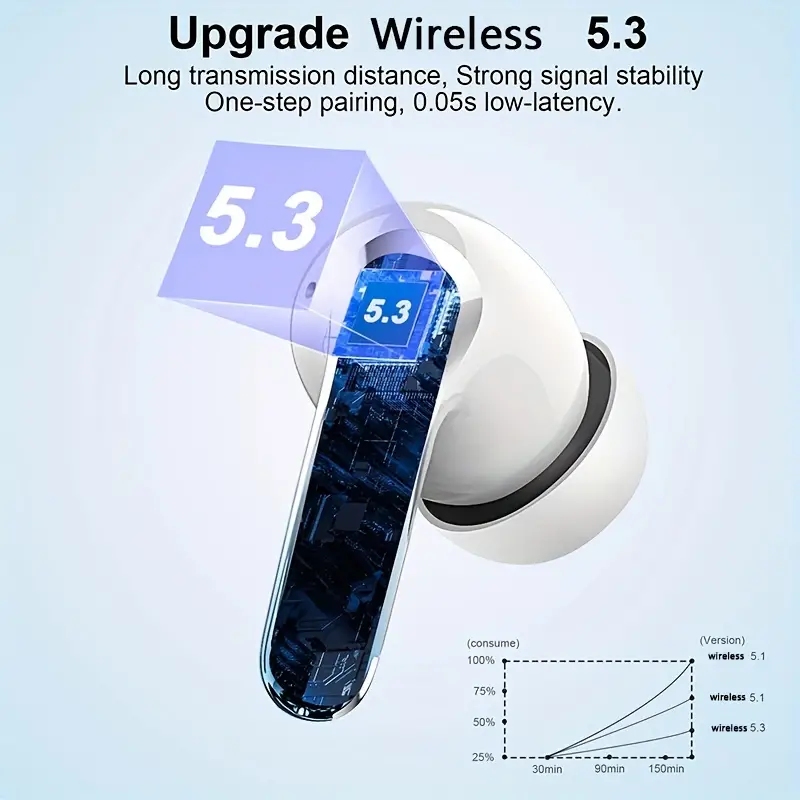 Upgrade Wireless 5.3
Long transmission distance, Strong signal stability
One-step pairing, 0.05s low-latency.
5.3
5.3
(consume)
(Version)
100%
wireless 5.1
75%
wireless 5.1
50%
wireless 5.3
25%
30min 90min 150min